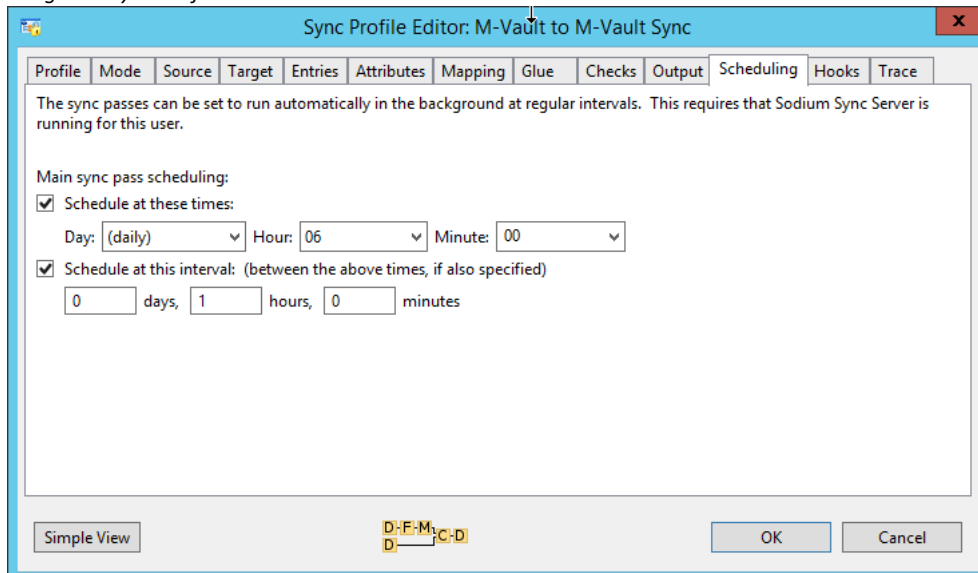 Sync Profile Editor: M-Vault to M-Vault Sync
x
Profile Mode Source Target Entries Attributes Mapping Glue Checks Output Scheduling Hooks Trace
The sync passes can be set to run automatically in the background at regular intervals. This requires that Sodium Sync Server is
running for this user.
Main sync pass scheduling:
Schedule at these times:
Day: (daily) Hour: 06 Minute: 00
Schedule at this interval: (between the above times, if also specified)
0 days, 1 hours, 0 minutes
Simple View
D-F-M
D C-D
OK Cancel